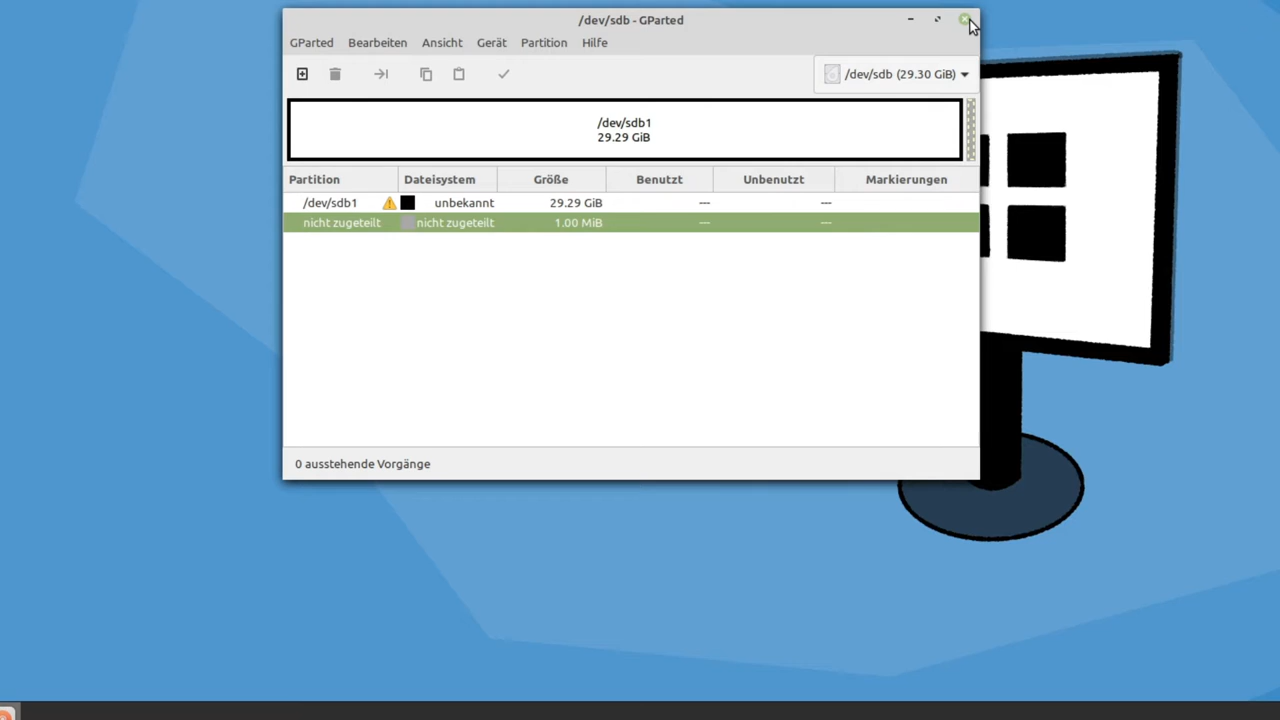 /dev/sdb - GParted
GParted Bearbeiten Ansicht Gerät Partition Hilfe
/dev/sdb (29.30 GiB)
/dev/sdb1
29.29 GiB
Partition Dateisystem Größe Benutzt Unbenutzt Markierungen
/dev/sdb1 unbekannt 29.29 GiB --- ---
nicht zugeteilt nicht zugeteilt 1.00 MiB --- ---
0 ausstehende Vorgänge